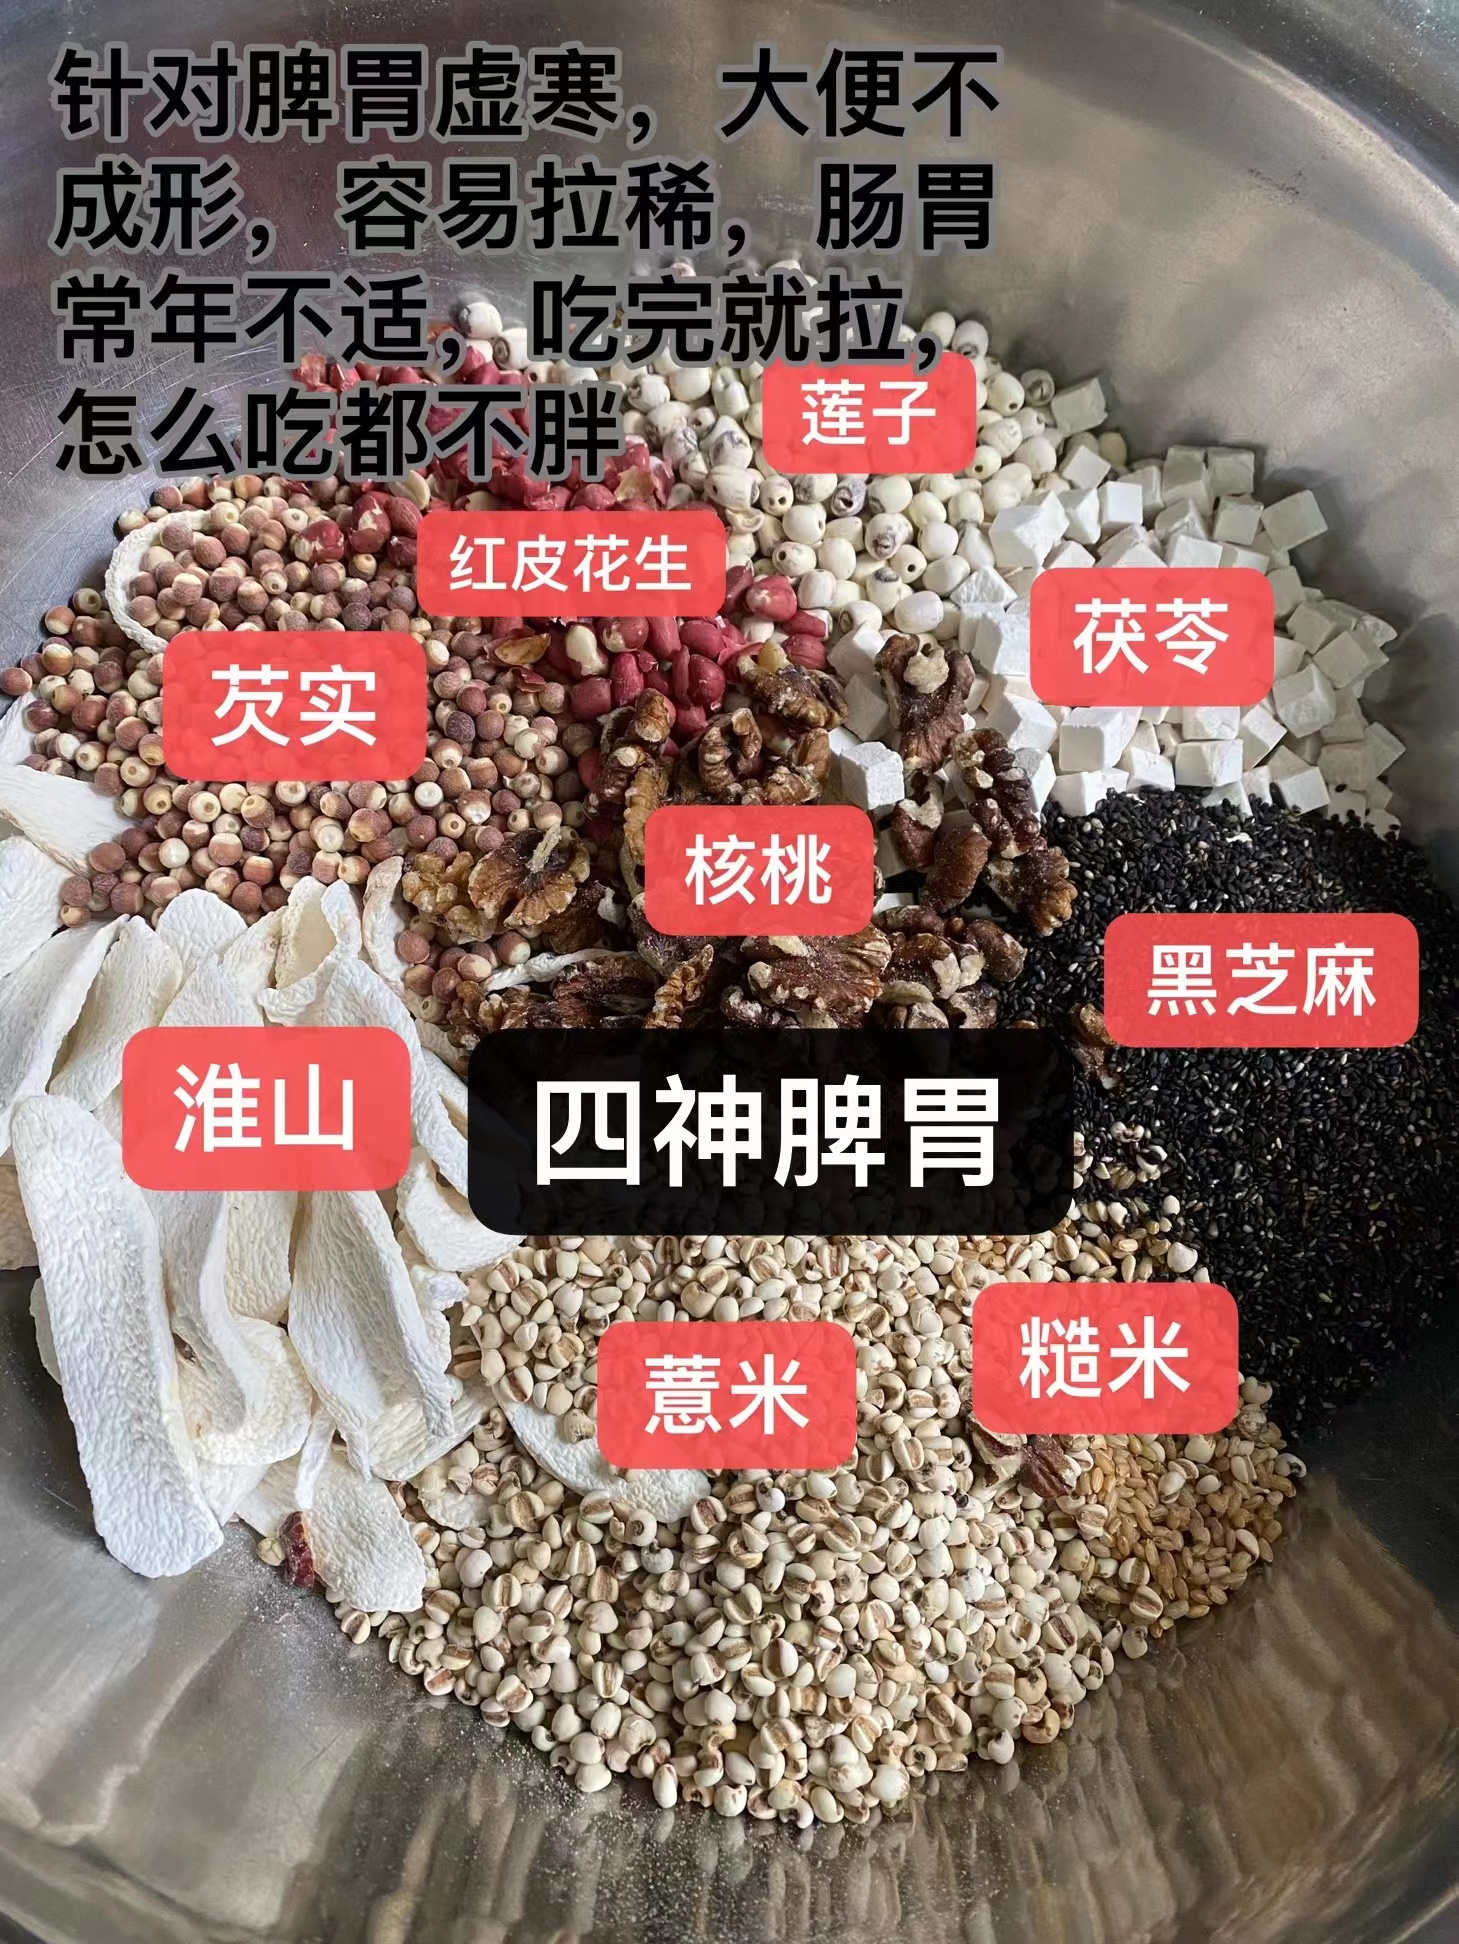 针对脾胃虚寒，大便不
成形，容易拉稀，肠胃
常年不适，吃完就拉，
怎么吃都不胖
莲子
红皮花生
茯苓
芡实
核桃
黑芝麻
淮山
四神脾胃
糙米
薏米